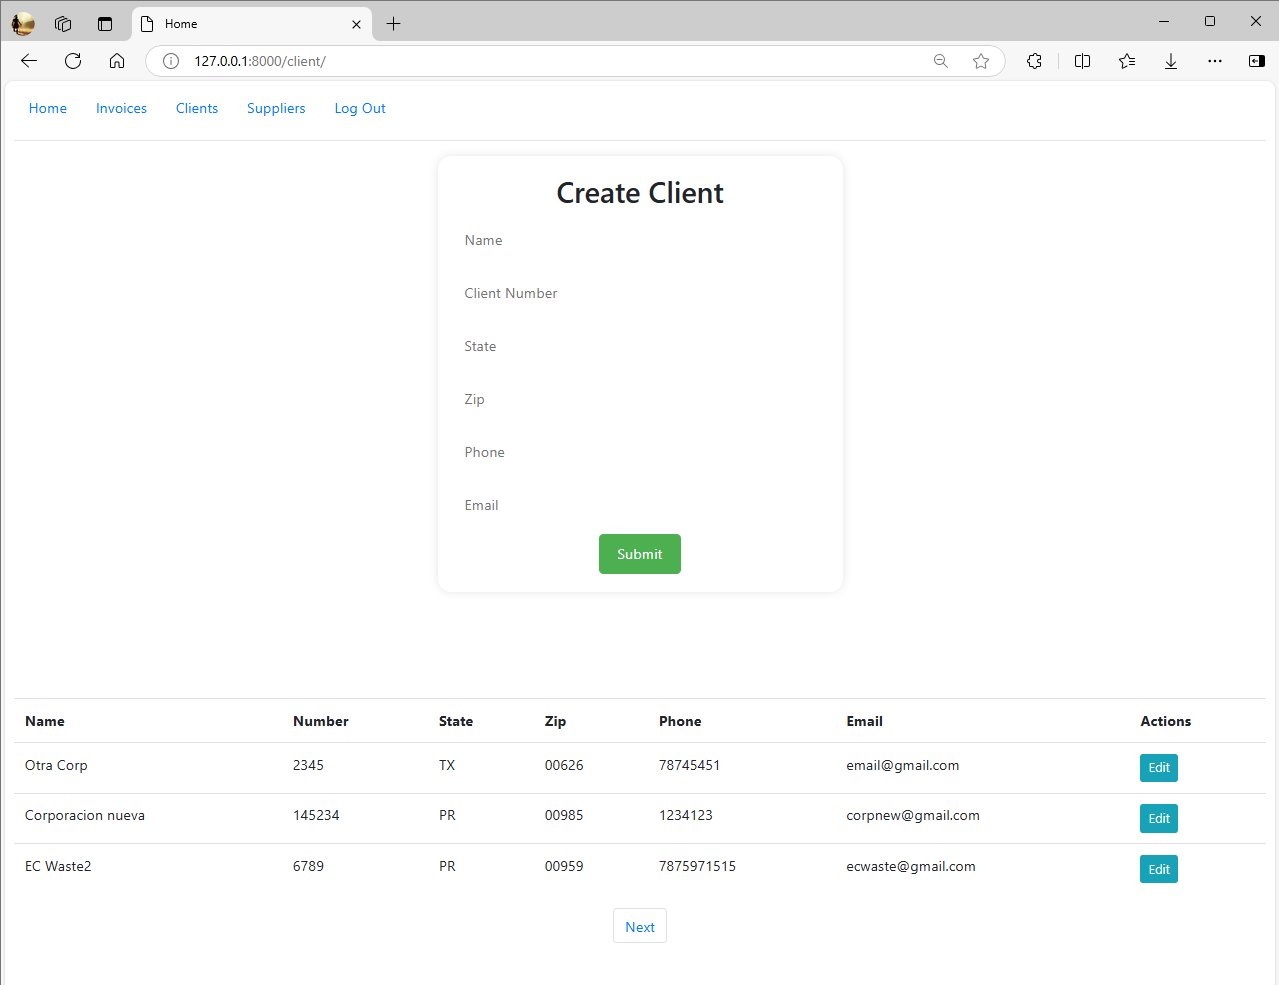 Home
127.0.0.1:8000/client/
Home Invoices Clients Suppliers Log Out
Create Client
Name
Client Number
State
Zip
Phone
Email
Submit
Name Number State Zip Phone Email Actions
Otra Corp 2345 TX 00626 78745451 email@gmail.com Edit
Corporacion nueva 145234 PR 00985 1234123 corpnew@gmail.com Edit
EC Waste2 6789 PR 00959 7875971515 ecwaste@gmail.com Edit
Next